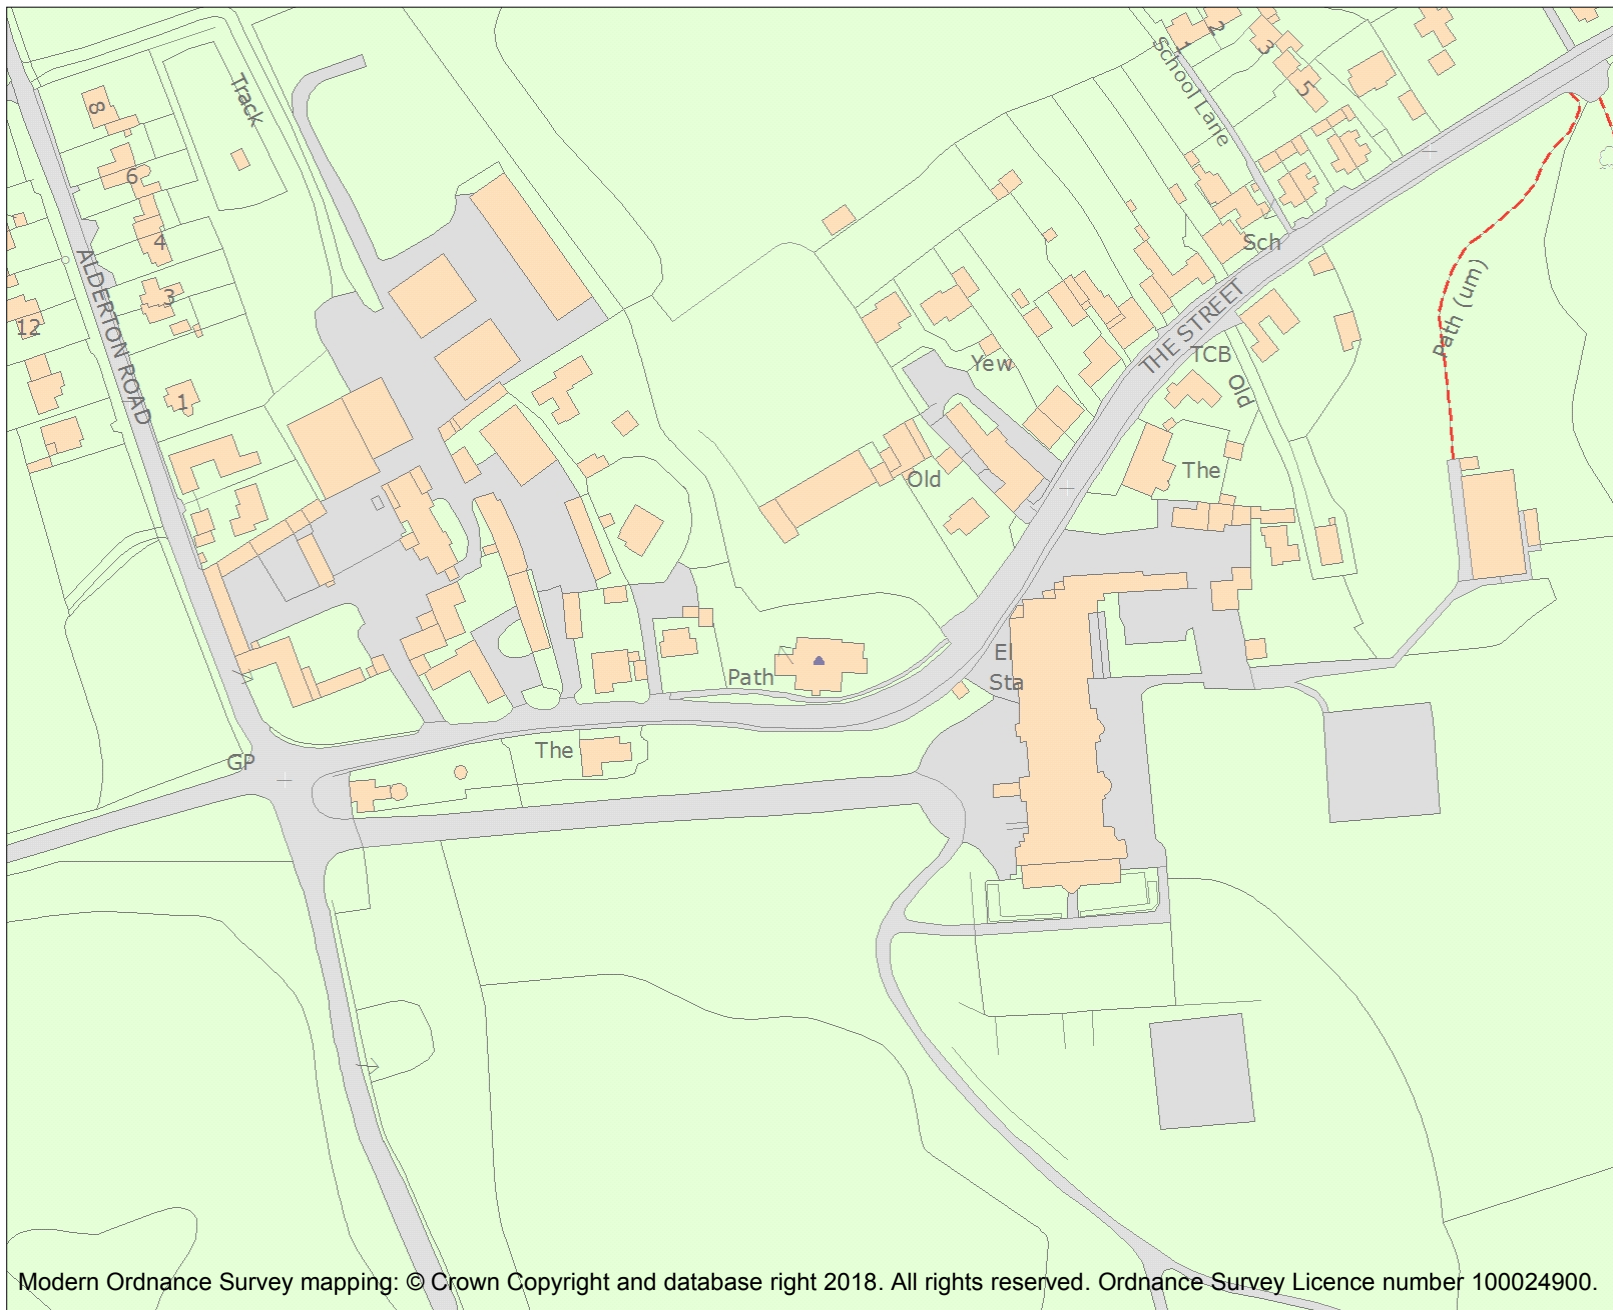 1
2
3
5
School Lane
8
Track
6
4
Sch
ALDERTON ROAD
3
12
THE STREET
Path (um)
TCB
Yew
Old
1
The
Old
El
Sta
Path
The
GP
Modern Ordnance Survey mapping: © Crown Copyright and database right 2018. All rights reserved. Ordnance Survey Licence number 100024900.